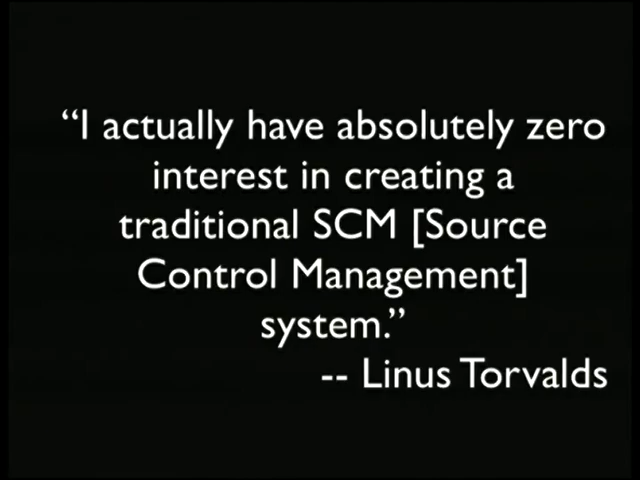 “I actually have absolutely zero
interest in creating a
traditional SCM [Source
Control Management]
system.”
-- Linus Torvalds